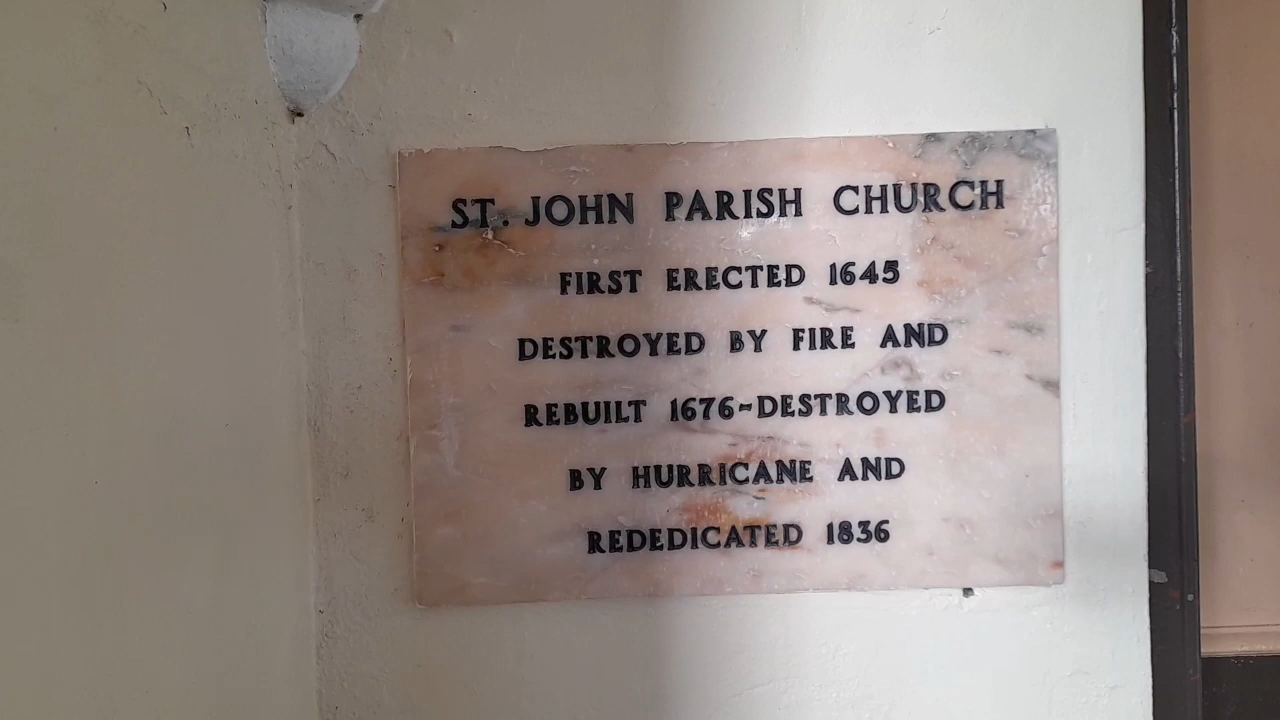 ST. JOHN PARISH CHURCH
FIRST ERECTED 1645
DESTROYED BY FIRE AND
REBUILT 1676-DESTROYED
BY HURRICANE AND
REDEDICATED 1836